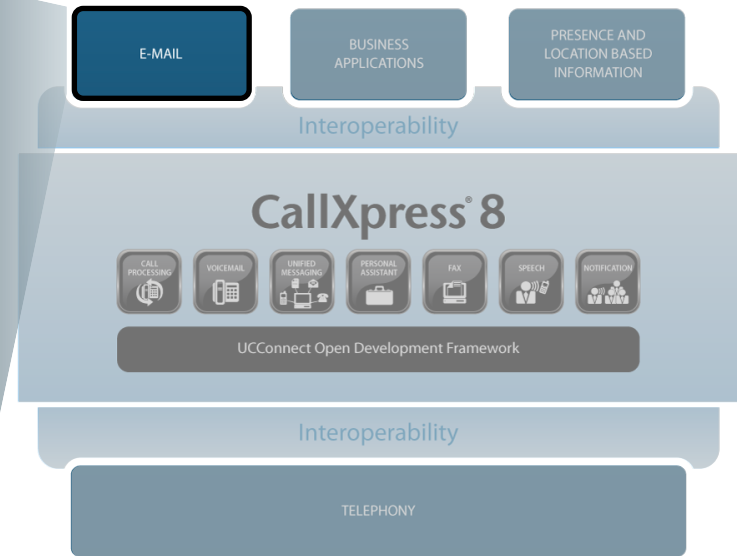 E-MAIL
BUSINESS
APPLICATIONS
PRESENCE AND
LOCATION BASED
INFORMATION
Interoperability
CallXpress® 8
CALL
PROCESSING
VOICEMAIL
UNIFIED
MESSAGING
PERSONAL
ASSISTANT
FAX
SPEECH
NOTIFICATION
UCConnect Open Development Framework
Interoperability
TELEPHONY